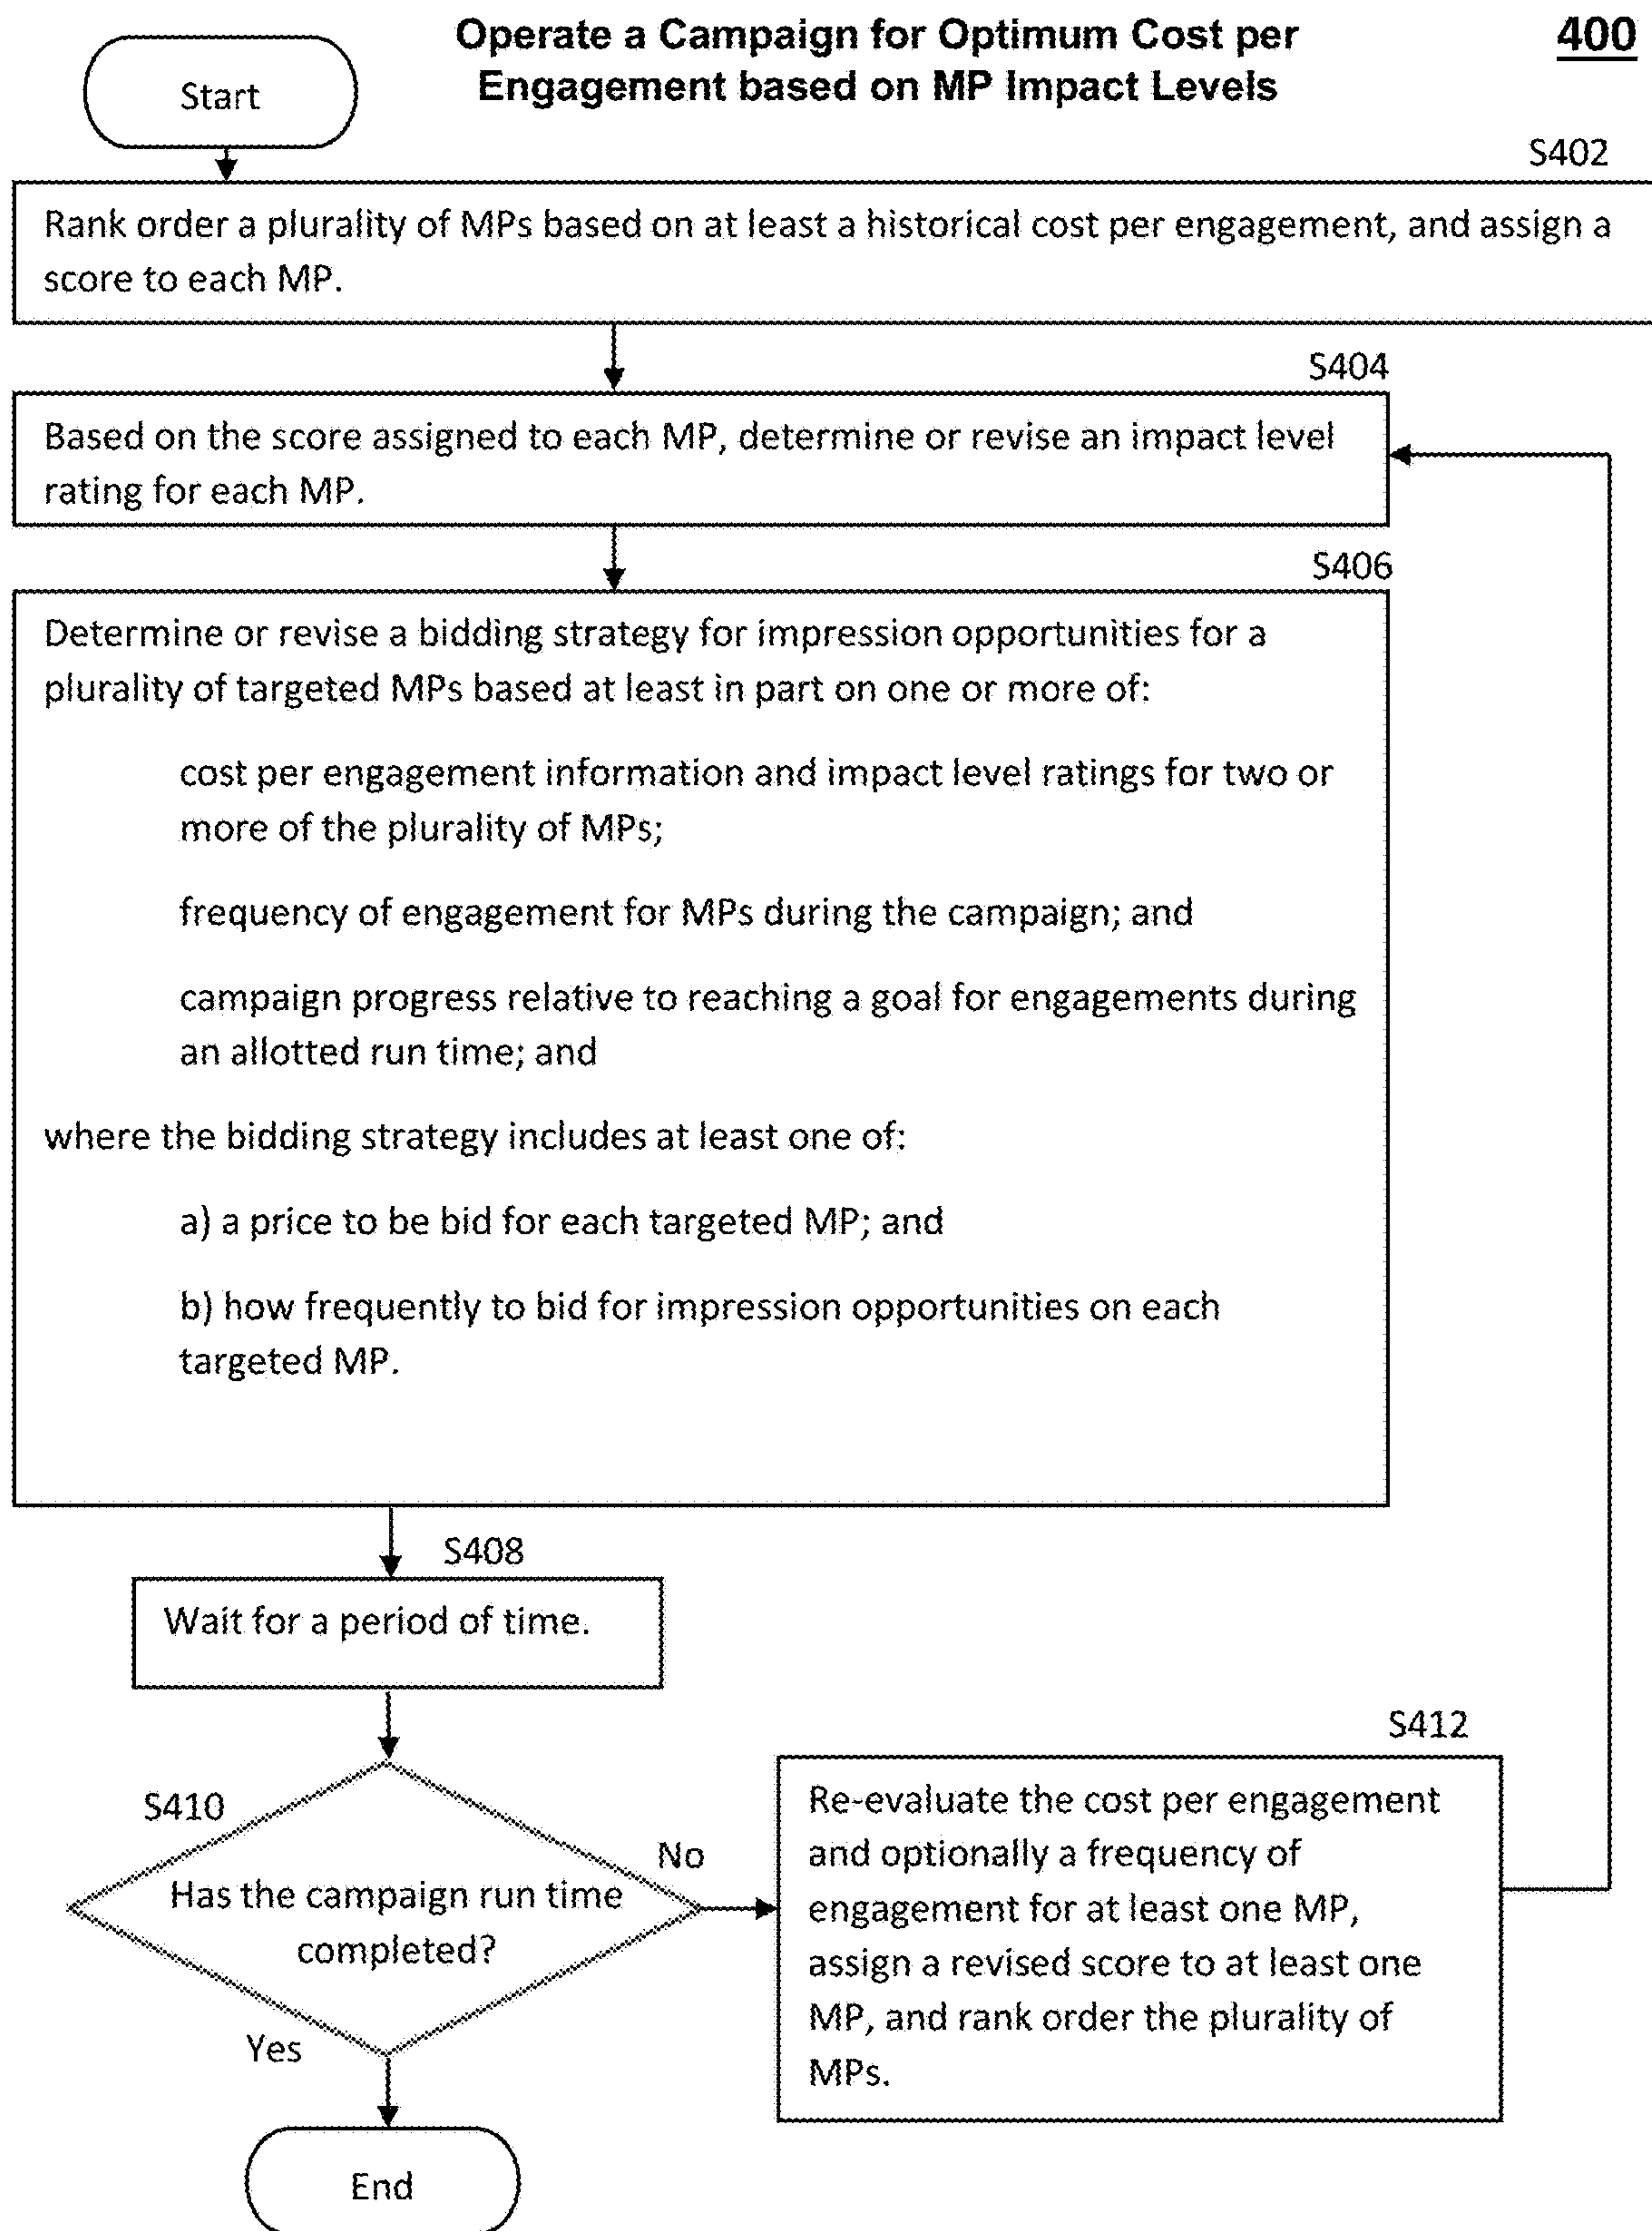 Operate a Campaign for Optimum Cost per
Engagement based on MP Impact Levels
400
Start
S402
Rank order a plurality of MPs based on at least a historical cost per engagement, and assign a
score to each MP.
S404
Based on the score assigned to each MP, determine or revise an impact level
rating for each MP.
S406
Determine or revise a bidding strategy for impression opportunities for a
plurality of targeted MPs based at least in part on one or more of:
cost per engagement information and impact level ratings for two or
more of the plurality of MPs;
frequency of engagement for MPs during the campaign; and
campaign progress relative to reaching a goal for engagements during
an allotted run time; and
where the bidding strategy includes at least one of:
a) a price to be bid for each targeted MP; and
b) how frequently to bid for impression opportunities on each
targeted MP.
S408
Wait for a period of time.
S410
Has the campaign run time
completed?
No
Yes
S412
Re-evaluate the cost per engagement
and optionally a frequency of
engagement for at least one MP,
assign a revised score to at least one
MP, and rank order the plurality of
MPs.
End